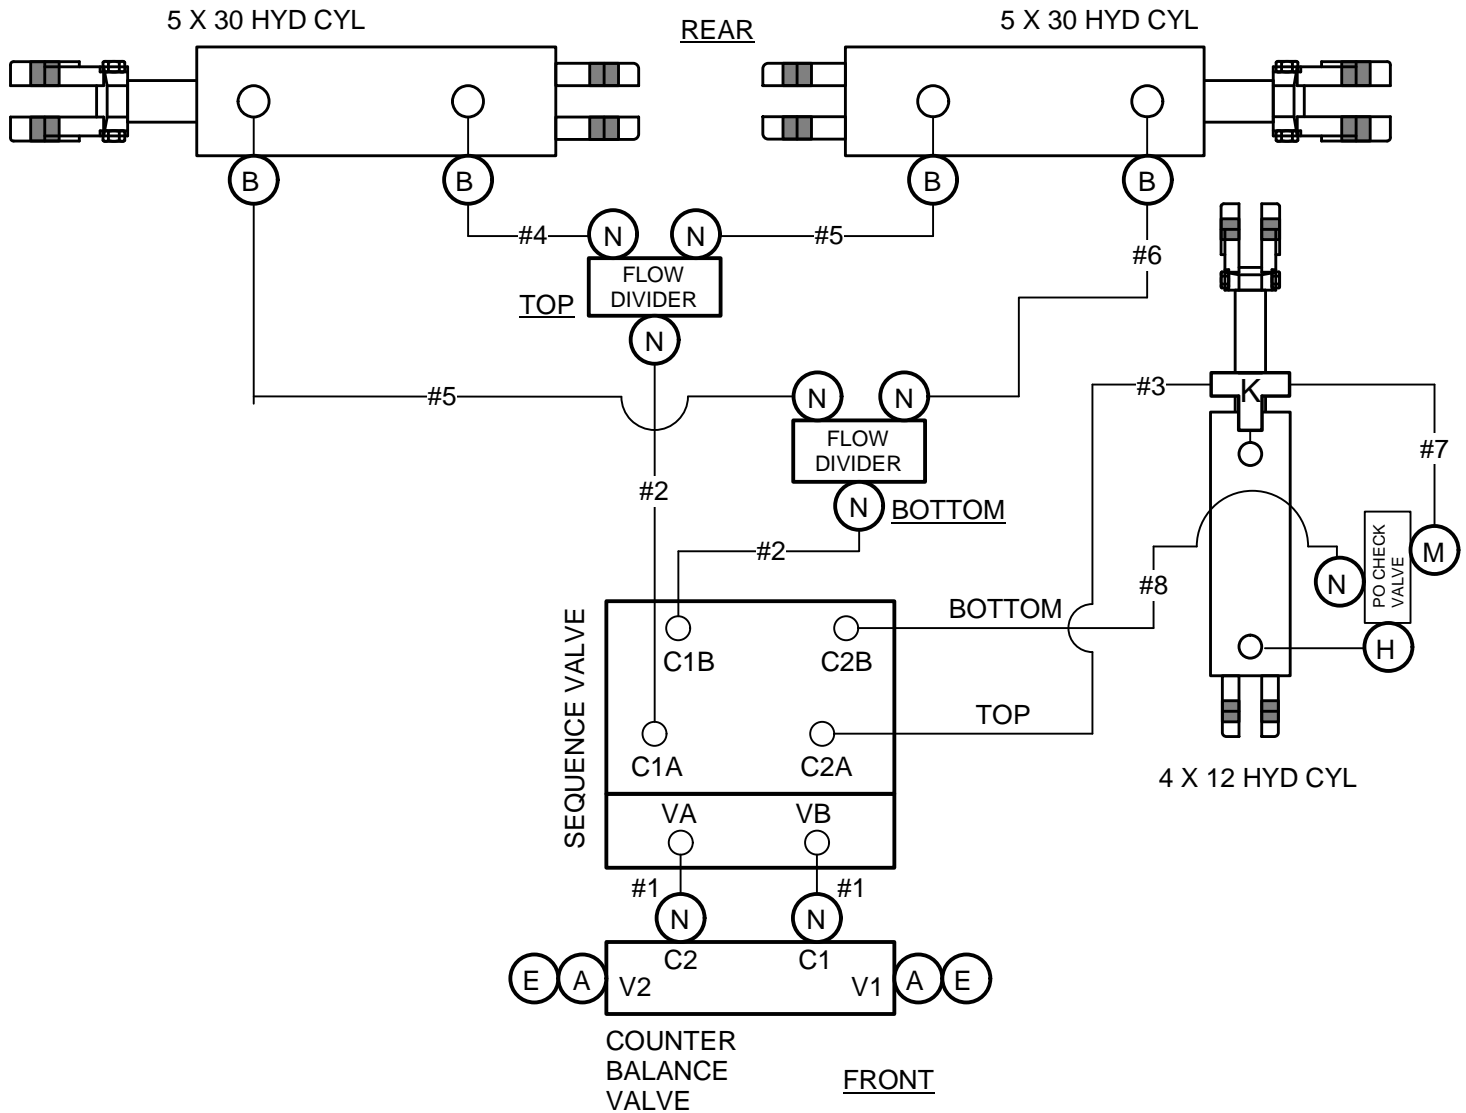 5 X 30 HYD CYL
REAR
5 X 30 HYD CYL
B
B
B
B
#4
N
N
#5
#6
FLOW
DIVIDER
TOP
N
#5
N
N
#3
K
#7
FLOW
DIVIDER
#2
N
BOTTOM
#2
M
N
PO CHECK
VALVE
#8
BOTTOM
H
C1B
C2B
SEQUENCE VALVE
TOP
C1A
C2A
4 X 12 HYD CYL
VA
VB
#1
#1
N
N
C2
C1
E
A
V2
V1
A
E
COUNTER
BALANCE
VALVE
FRONT